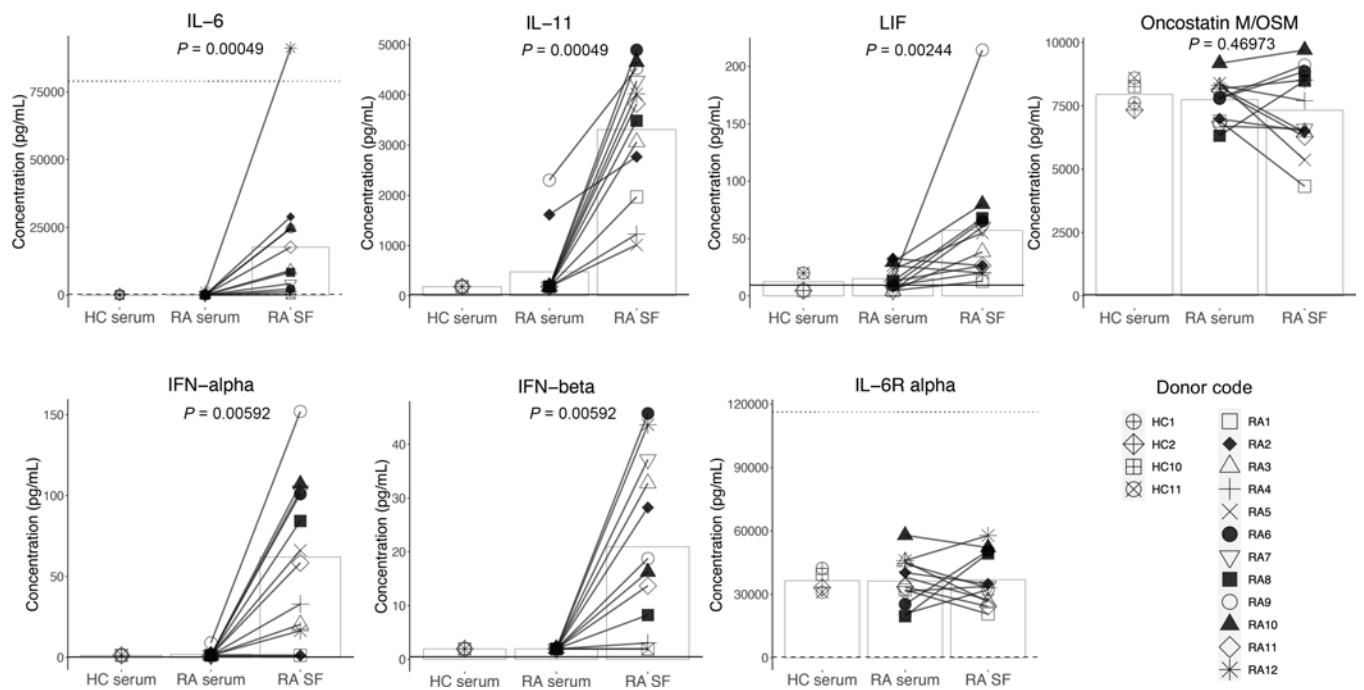 IL−6
P = 0.00049
Concentration (pg/mL)
75000
50000
25000
0
HC serum
RA serum
RA SF
IL−11
P = 0.00049
Concentration (pg/mL)
5000
4000
3000
2000
1000
0
HC serum
RA serum
RA SF
LIF
P = 0.00244
Concentration (pg/mL)
200
150
100
50
0
HC serum
RA serum
RA SF
Oncostatin M/OSM
P = 0.46973
Concentration (pg/mL)
10000
7500
5000
2500
0
HC serum
RA serum
RA SF
IFN−alpha
P = 0.00592
Concentration (pg/mL)
150
100
50
0
HC serum
RA serum
RA SF
IFN−beta
P = 0.00592
Concentration (pg/mL)
40
30
20
10
0
HC serum
RA serum
RA SF
IL−6R alpha
Concentration (pg/mL)
120000
90000
60000
30000
0
HC serum
RA serum
RA SF
Donor code
HC1
HC2
HC10
HC11
RA1
RA2
RA3
RA4
RA5
RA6
RA7
RA8
RA9
RA10
RA11
RA12